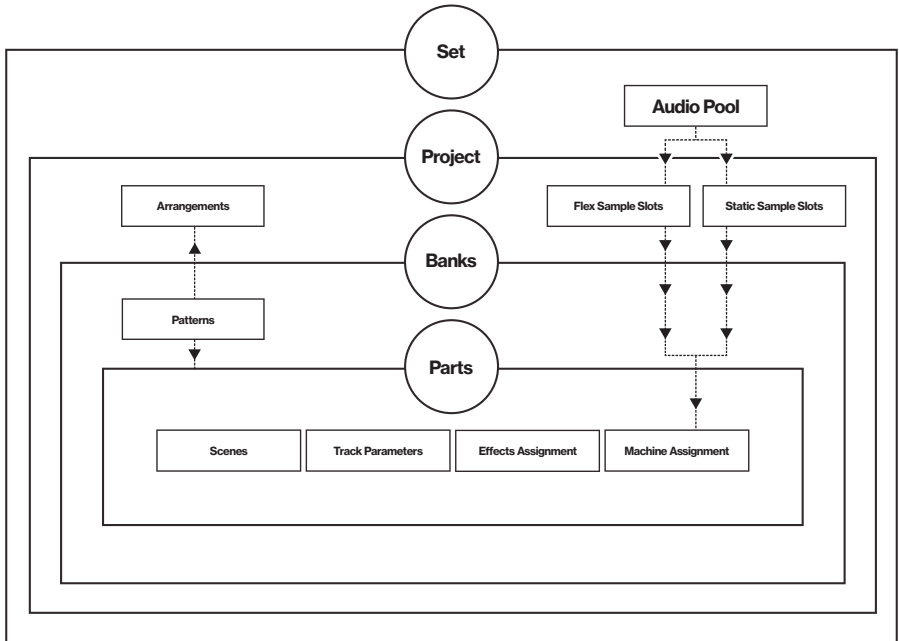 Set
Audio Pool
Project
Arrangements
Flex Sample Slots
Static Sample Slots
Banks
Patterns
Parts
Scenes
Track Parameters
Effects Assignment
Machine Assignment